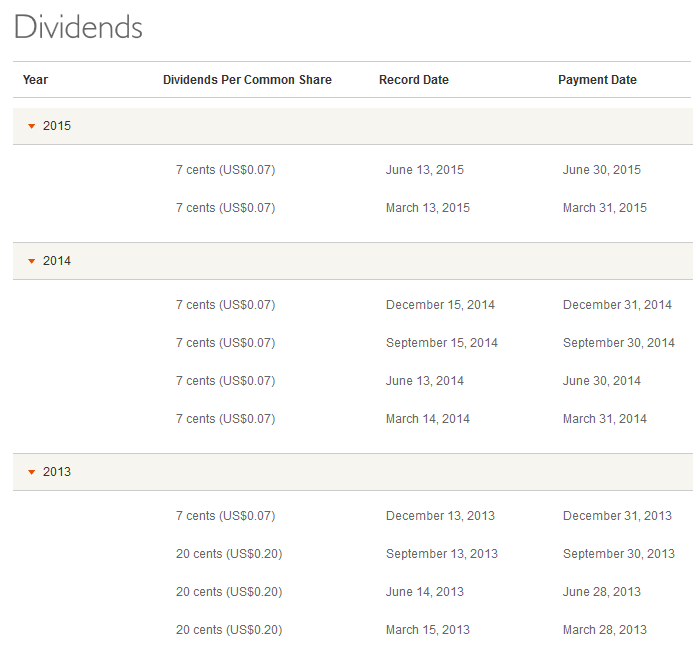 Dividends
Year Dividends Per Common Share Record Date Payment Date
2015
7 cents (US$0.07) June 13, 2015 June 30, 2015
7 cents (US$0.07) March 13, 2015 March 31, 2015
2014
7 cents (US$0.07) December 15, 2014 December 31, 2014
7 cents (US$0.07) September 15, 2014 September 30, 2014
7 cents (US$0.07) June 13, 2014 June 30, 2014
7 cents (US$0.07) March 14, 2014 March 31, 2014
2013
7 cents (US$0.07) December 13, 2013 December 31, 2013
20 cents (US$0.20) September 13, 2013 September 30, 2013
20 cents (US$0.20) June 14, 2013 June 28, 2013
20 cents (US$0.20) March 15, 2013 March 28, 2013